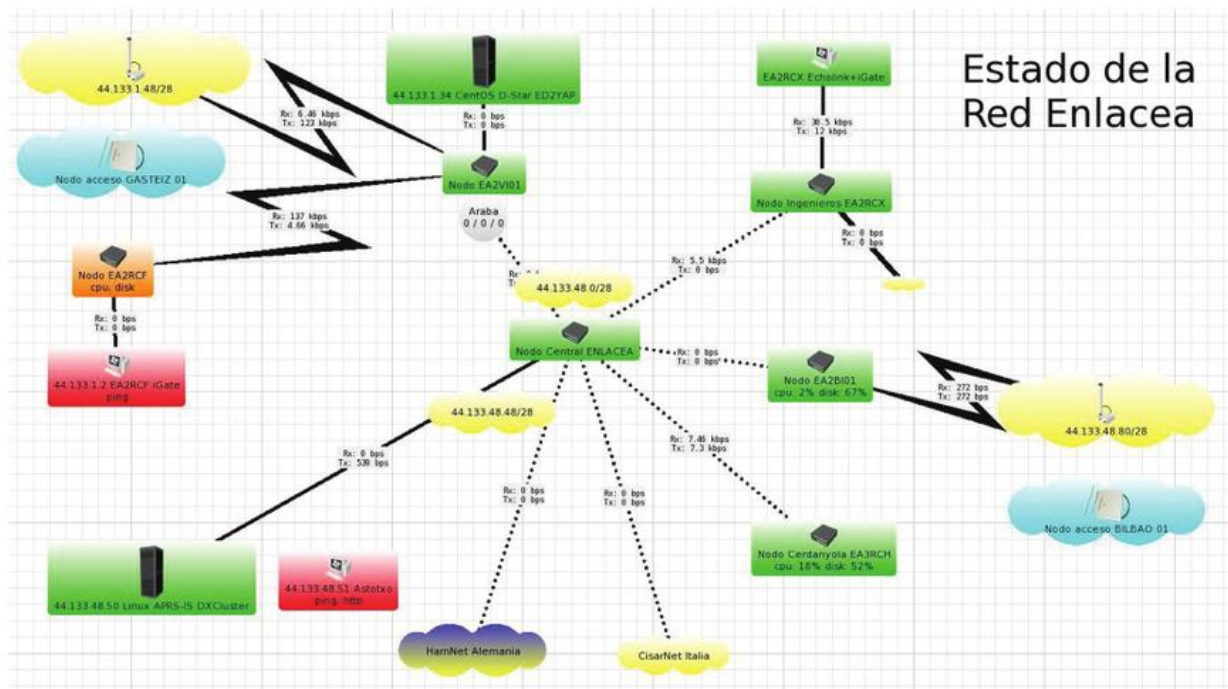 Estado de la
Red Enlacea
44.133.1.48/28
44.133.1.34 CentOS D-Star ED2YAP
EA2RCX Echolink+iGate
Rx: 6.46 kbps
Tx: 123 kbps
Rx: 0 bps
Tx: 0 bps
Rx: 30.5 kbps
Tx: 12 kbps
Nodo acceso GASTEIZ 01
Nodo EA2VI01
Nodo Ingenieros EA2RCX
Rx: 137 kbps
Tx: 4.66 kbps
Araba
0 / 0 / 0
Rx: 0 bps
Tx: 0 bps
Nodo EA2RCF
cpu, disk
Rx: 5.5 kbps
Tx: 0 bps
44.133.48.0/28
Rx: 0 bps
Tx: 0 bps
Nodo Central ENLACEA
Rx: 0 bps
Tx: 0 bps
44.133.1.2 EA2RCF iGate
ping
Nodo EA2BI01
cpu: 2% disk: 67%
Rx: 272 bps
Tx: 272 bps
44.133.48.48/28
44.133.48.80/28
Rx: 0 bps
Tx: 539 bps
Rx: 7.46 kbps
Tx: 7.3 kbps
Rx: 0 bps
Tx: 0 bps
Rx: 0 bps
Tx: 0 bps
Nodo acceso BILBAO 01
Nodo Cerdanyola EA3RCH
cpu: 18% disk: 52%
44.133.48.50 Linux APRS-IS DXCluster
44.133.48.51 Astotxo
ping, http
HamNet Alemania
CisarNet Italia